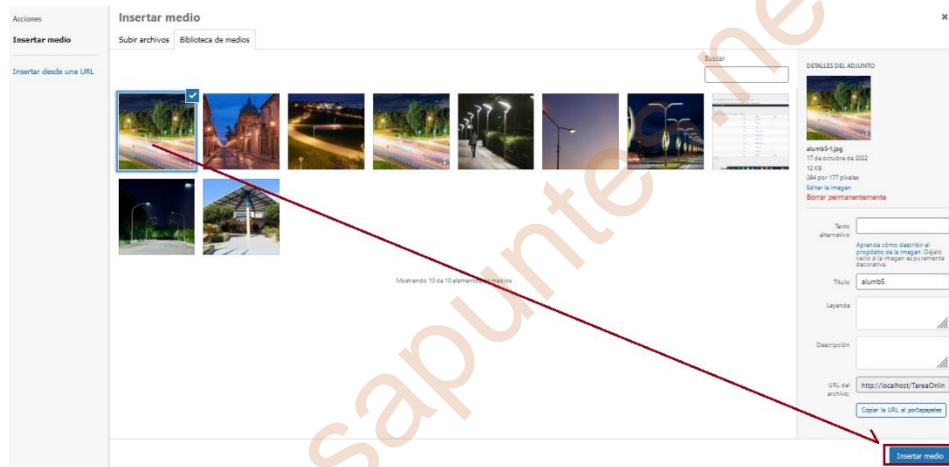 Acciones
Insertar medio
Insertar desde una URL
Insertar medio
×
Subir archivos
Biblioteca de medios
Buscar
Mostrando 10 de 10 elementos de medios
DETALLES DEL ADJUNTO
alumb5-1.jpg
17 de octubre de 2022
12 KB
284 por 177 píxeles
Editar la imagen
Borrar permanentemente
Texto
alternativo
Aprende cómo describir el
propósito de la imagen. Déjalo
vacío si la imagen es puramente
decorativa.
Título
alumb5
Leyenda
Descripción
URL del
archivo:
http://localhost/TareaOnlin
Copiar la URL al portapapeles
Insertar medio